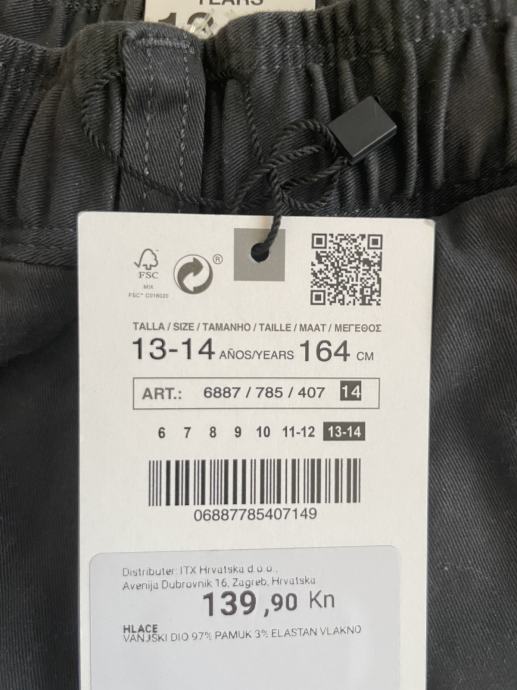 YEARS
FSC
MIX
FSC™ C018020
®
TALLA / SIZE / TAMANHO / TAILLE / MAAT / ΜΕΓΕΘΟΣ
13-14 AÑOS/YEARS 164 CM
ART.: 6887 / 785 / 407 14
6 7 8 9 10 11-12 13-14
06887785407149
Distributer: ITX Hrvatska d.o.o.,
Avenija Dubrovnik 16, Zagreb, Hrvatska
139,90 Kn
HLACE
VANJSKI DIO 97% PAMUK 3% ELASTAN VLAKNO